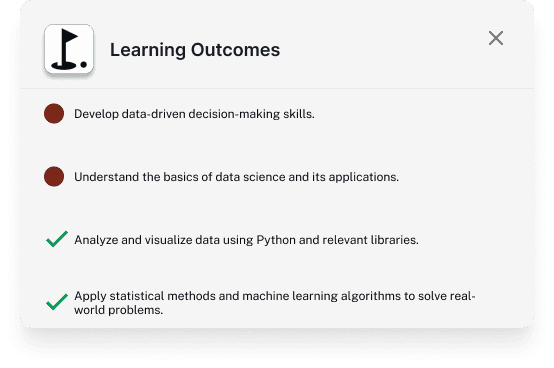 Learning Outcomes
Develop data-driven decision-making skills.
Understand the basics of data science and its applications.
Analyze and visualize data using Python and relevant libraries.
Apply statistical methods and machine learning algorithms to solve real-
world problems.